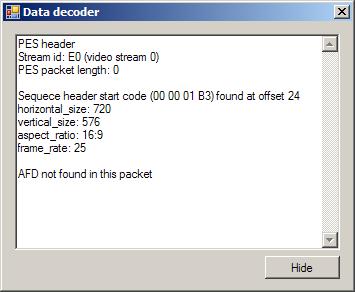 Data decoder
PES header
Stream id: E0 (video stream 0)
PES packet length: 0
Sequece header start code (00 00 01 B3) found at offset 24
horizontal_size: 720
vertical_size: 576
aspect_ratio: 16:9
frame_rate: 25
AFD not found in this packet
Hide